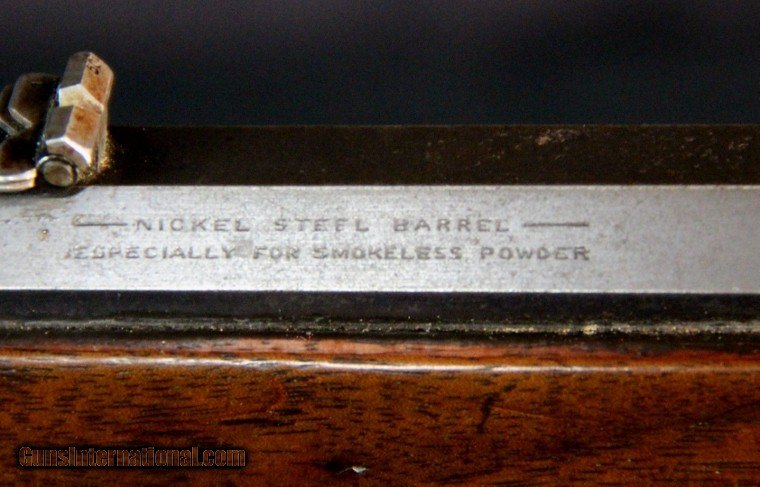 NICKEL STEEL BARREL
ESPECIALLY FOR SMOKELESS POWDER
GunsInternational.com